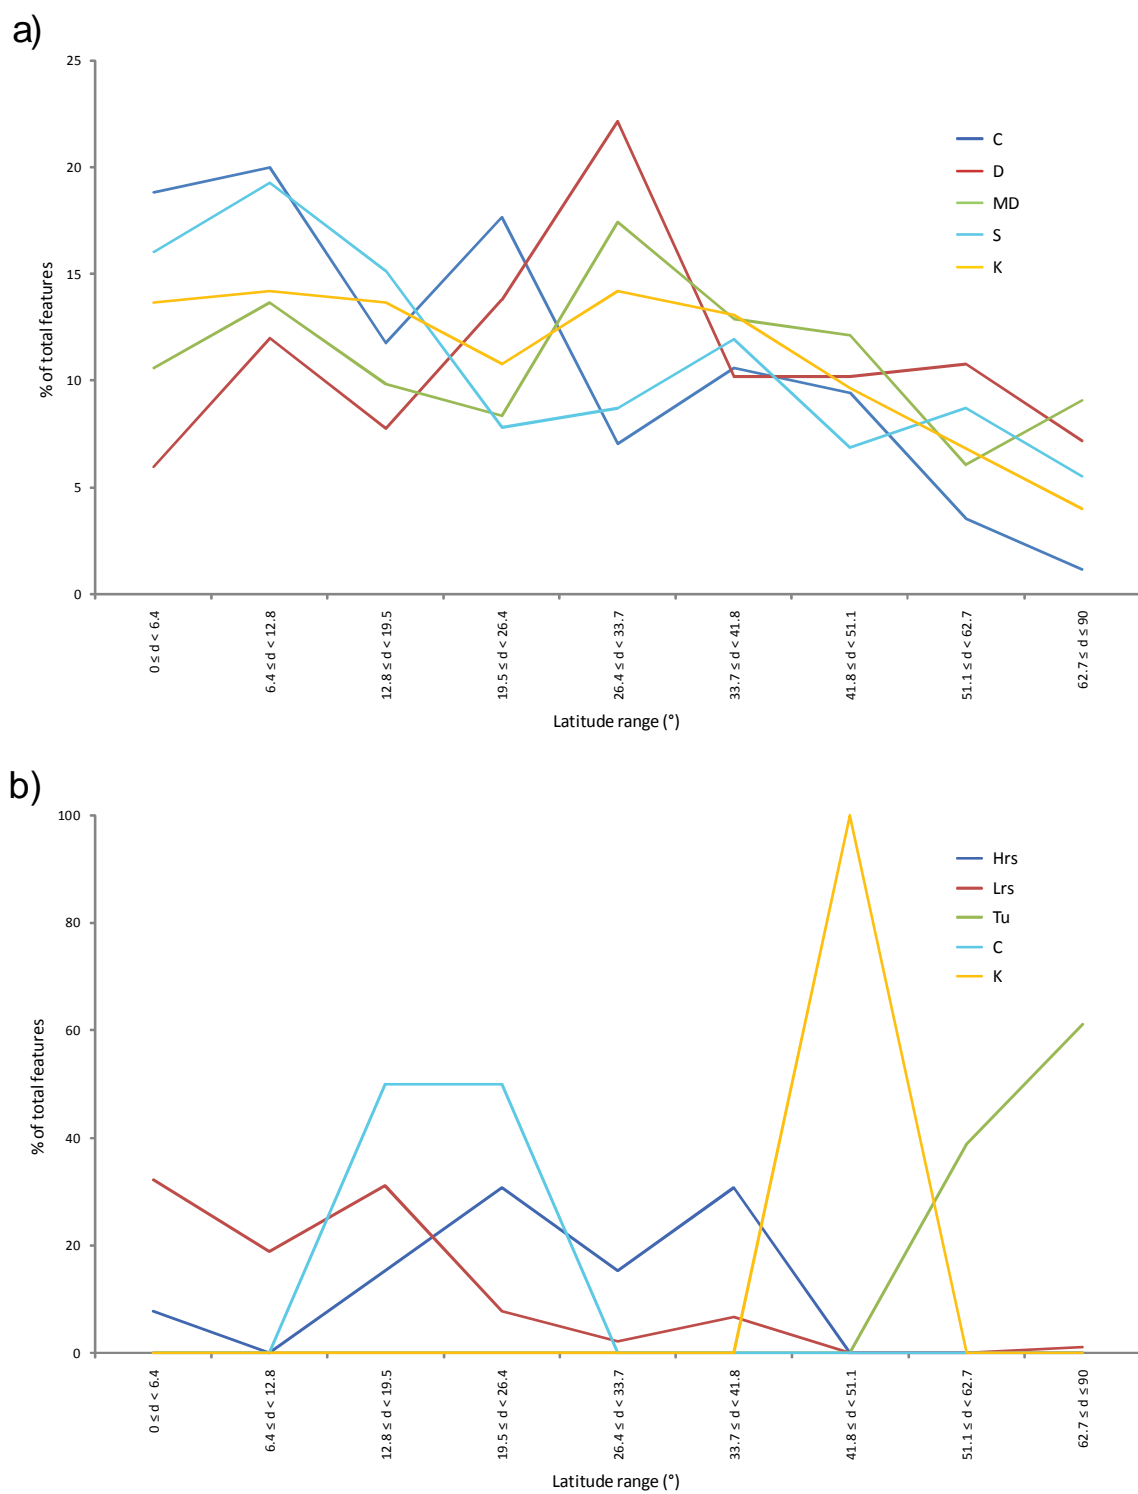 a)
25
20
15
10
5
0
% of total features
C
D
MD
S
K
0 ≤ d < 6.4
6.4 ≤ d < 12.8
12.8 ≤ d < 19.5
19.5 ≤ d < 26.4
26.4 ≤ d < 33.7
33.7 ≤ d < 41.8
41.8 ≤ d < 51.1
51.1 ≤ d < 62.7
62.7 ≤ d ≤ 90
Latitude range (°)
b)
100
80
60
40
20
0
% of total features
Hrs
Lrs
Tu
C
K
0 ≤ d < 6.4
6.4 ≤ d < 12.8
12.8 ≤ d < 19.5
19.5 ≤ d < 26.4
26.4 ≤ d < 33.7
33.7 ≤ d < 41.8
41.8 ≤ d < 51.1
51.1 ≤ d < 62.7
62.7 ≤ d ≤ 90
Latitude range (°)